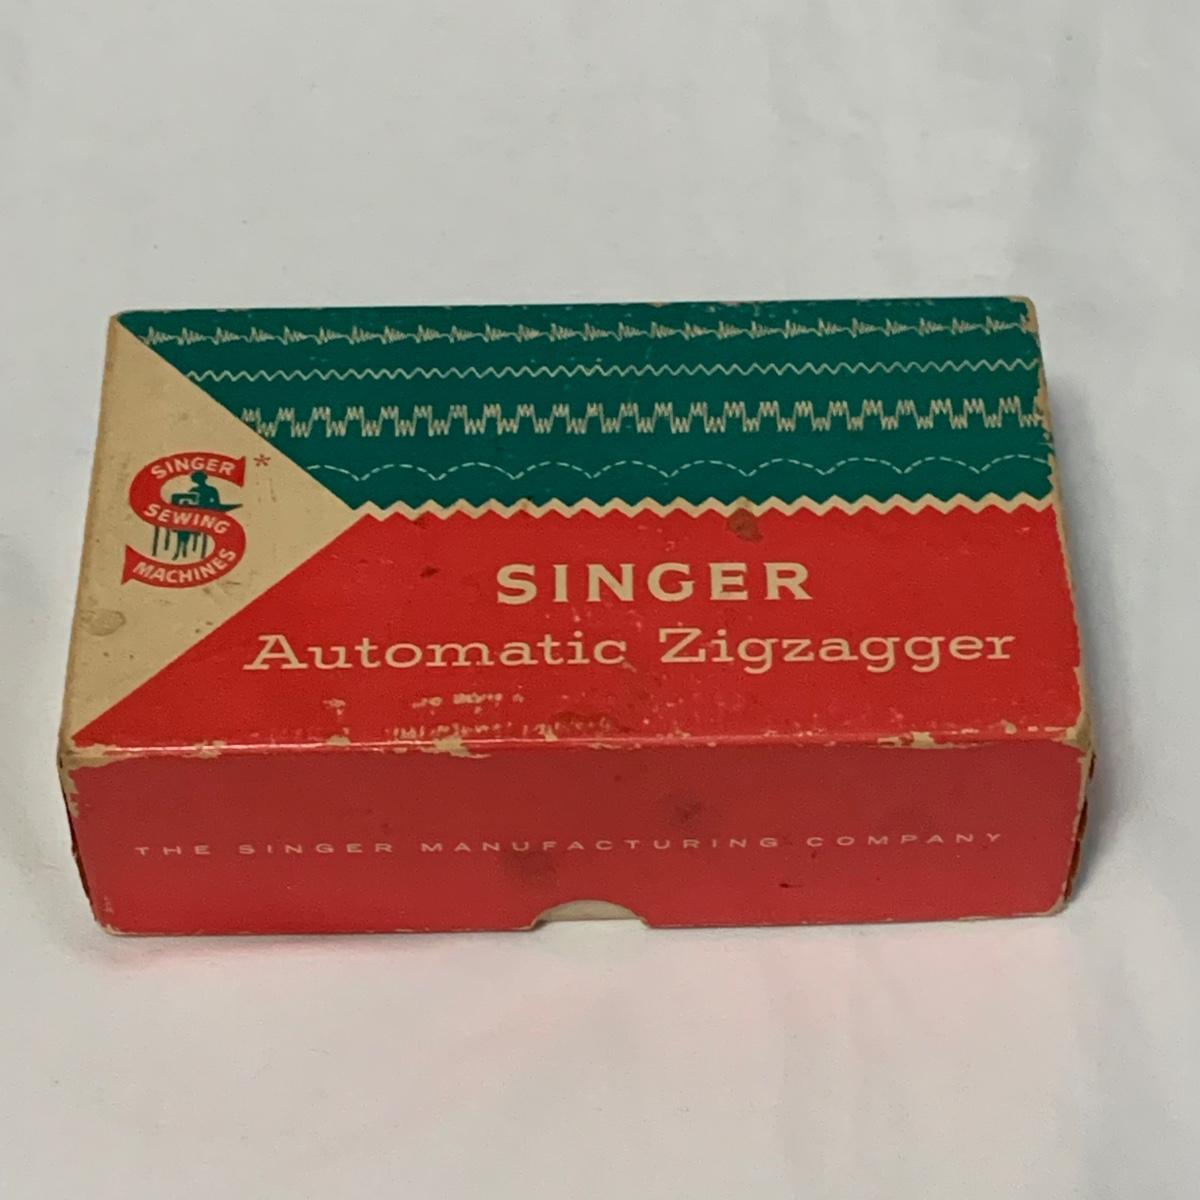 SINGER *
SEWING
MACHINES
SINGER
Automatic Zigzagger
THE SINGER MANUFACTURING COMPANY